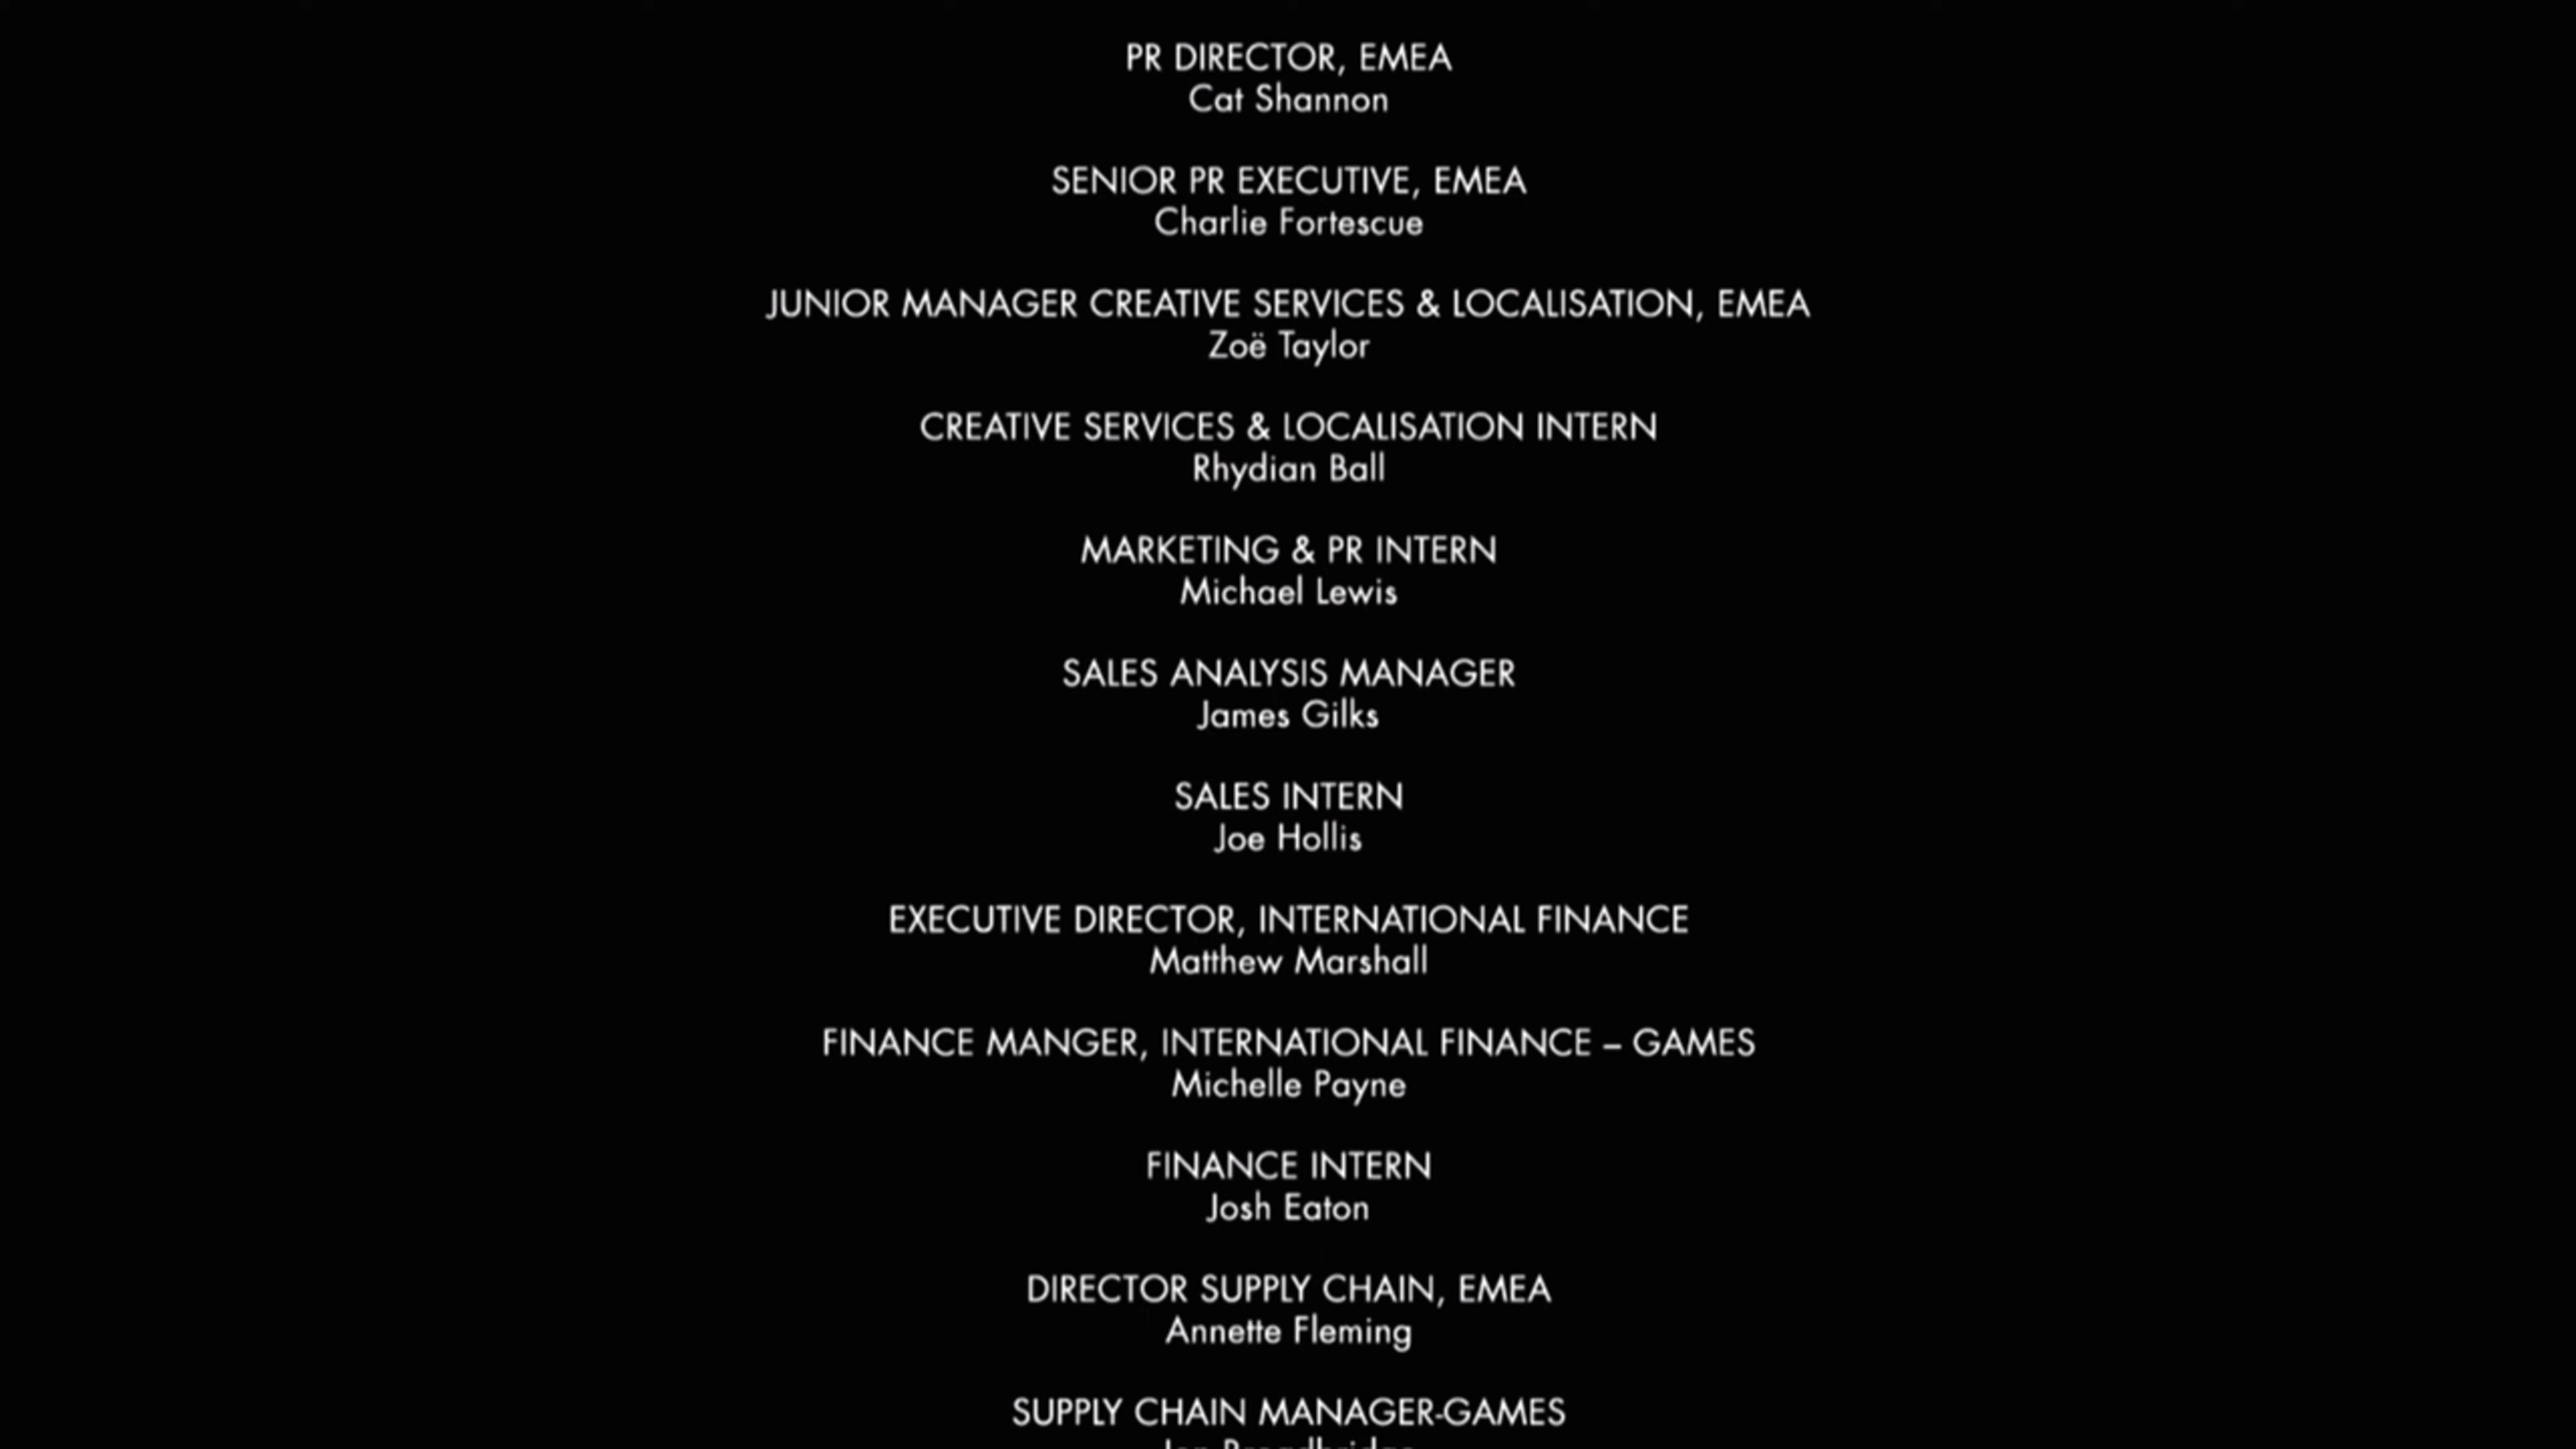 PR DIRECTOR, EMEA
Cat Shannon
SENIOR PR EXECUTIVE, EMEA
Charlie Fortescue
JUNIOR MANAGER CREATIVE SERVICES & LOCALISATION, EMEA
Zoë Taylor
CREATIVE SERVICES & LOCALISATION INTERN
Rhydian Ball
MARKETING & PR INTERN
Michael Lewis
SALES ANALYSIS MANAGER
James Gilks
SALES INTERN
Joe Hollis
EXECUTIVE DIRECTOR, INTERNATIONAL FINANCE
Matthew Marshall
FINANCE MANGER, INTERNATIONAL FINANCE – GAMES
Michelle Payne
FINANCE INTERN
Josh Eaton
DIRECTOR SUPPLY CHAIN, EMEA
Annette Fleming
SUPPLY CHAIN MANAGER-GAMES